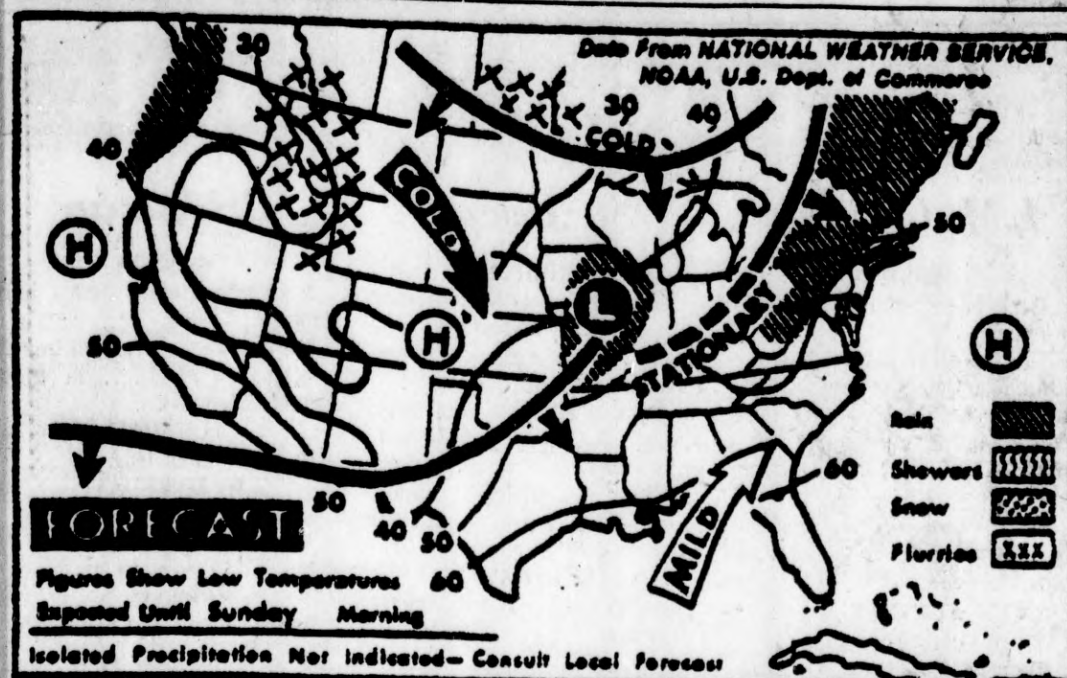 Data From NATIONAL WEATHER SERVICE,
NOAA, U.S. Dept. of Commerce
30
30
40
COLD
40
COLD
50
H
H
L
H
50
STATIONARY
Rain
Showers
Snow
Flurries
60
MILD
50
40
50
60
FORECAST
Figures Show Low Temperatures
Expected Until Sunday Morning
Isolated Precipitation Not Indicated— Consult Local Forecast